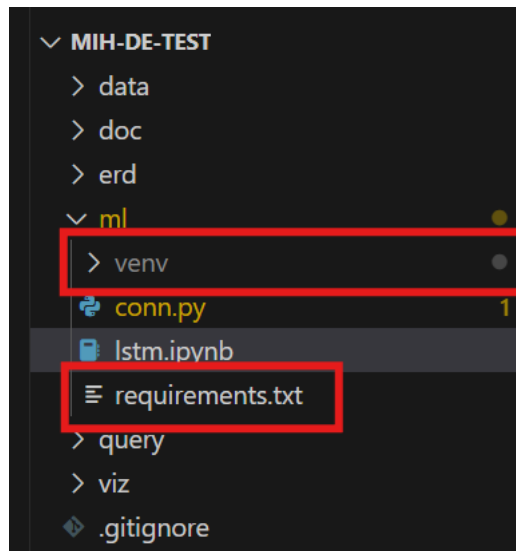 MIH-DE-TEST
data
doc
erd
ml
venv
conn.py 1
lstm.ipynb
requirements.txt
query
viz
.gitignore